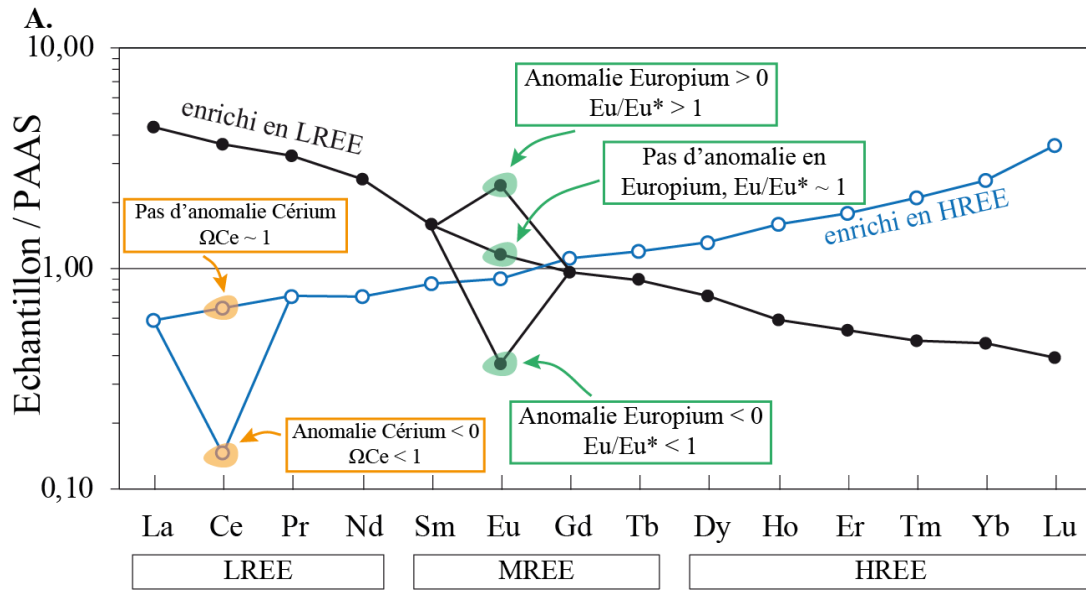 A.
10,00
1,00
0,10
Echantillon / PAAS
enrichi en LREE
Anomalie Europium > 0
Eu/Eu* > 1
Pas d'anomalie en
Europium, Eu/Eu* ~ 1
Pas d'anomalie Cérium
ΩCe ~ 1
enrichi en HREE
Anomalie Cérium < 0
ΩCe < 1
Anomalie Europium < 0
Eu/Eu* < 1
La Ce Pr Nd Sm Eu Gd Tb Dy Ho Er Tm Yb Lu
LREE MREE HREE